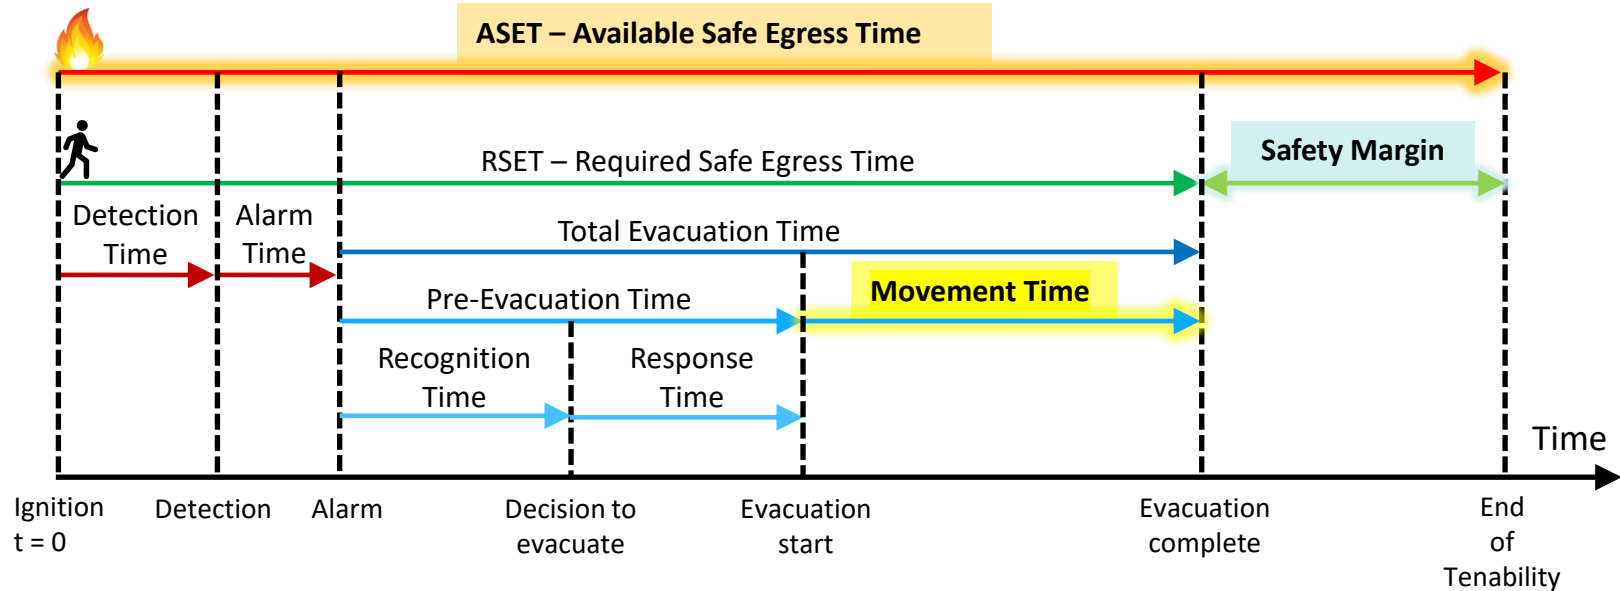 ASET – Available Safe Egress Time
RSET – Required Safe Egress Time
Safety Margin
Detection
Time
Alarm
Time
Total Evacuation Time
Pre-Evacuation Time
Movement Time
Recognition
Time
Response
Time
Time
Ignition
t = 0
Detection
Alarm
Decision to
evacuate
Evacuation
start
Evacuation
complete
End
of
Tenability